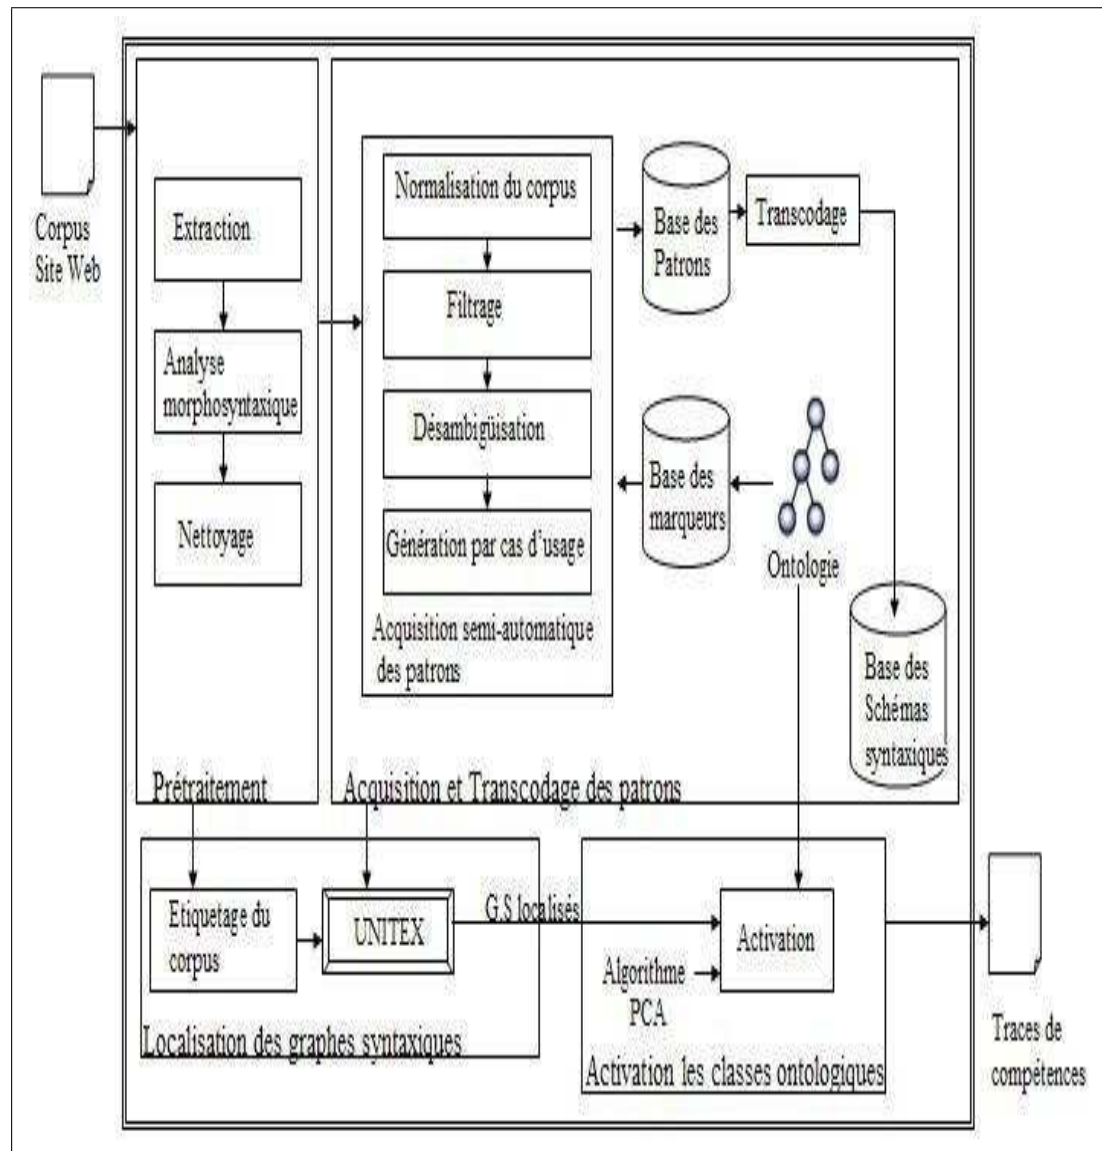 Corpus
Site Web
Extraction
Analyse
morphosyntaxique
Nettoyage
Prétraitement
Normalisation du corpus
Filtrage
Désambigüisation
Génération par cas d'usage
Acquisition semi-automatique
des patrons
Base des
Patrons
Transcodage
Base des
marqueurs
Ontologie
Base des
Schémas
syntaxiques
Acquisition et Transcodage des patrons
Etiquetage du
corpus
UNITEX
G.S localisés
Localisation des graphes syntaxiques
Activation
Algorithme
PCA
Activation les classes ontologiques
Traces de
compétences